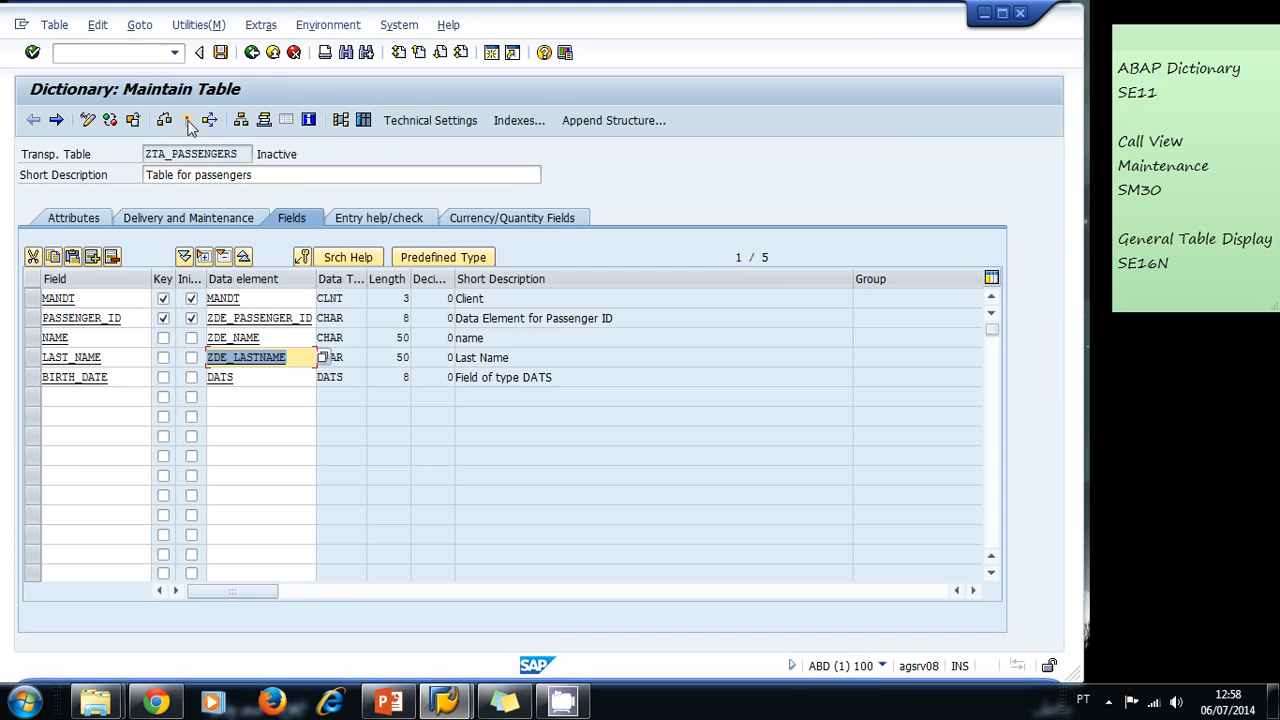 Table Edit Goto Utilities(M) Extras Environment System Help
Dictionary: Maintain Table
Technical Settings Indexes... Append Structure...
Transp. Table ZTA_PASSENGERS Inactive
Short Description Table for passengers
Attributes Delivery and Maintenance Fields Entry help/check Currency/Quantity Fields
Srch Help Predefined Type 1 / 5
Field Key Ini... Data element Data T... Length Deci... Short Description Group
MANDT MANDT CLNT 3 0 Client
PASSENGER_ID ZDE_PASSENGER_ID CHAR 8 0 Data Element for Passenger ID
NAME ZDE_NAME CHAR 50 0 name
LAST_NAME ZDE_LASTNAME AR 50 0 Last Name
BIRTH_DATE DATS DATS 8 0 Field of type DATS
SAP ABD (1) 100 agsrv08 INS
PT 12:58
06/07/2014
ABAP Dictionary
SE11
Call View
Maintenance
SM30
General Table Display
SE16N